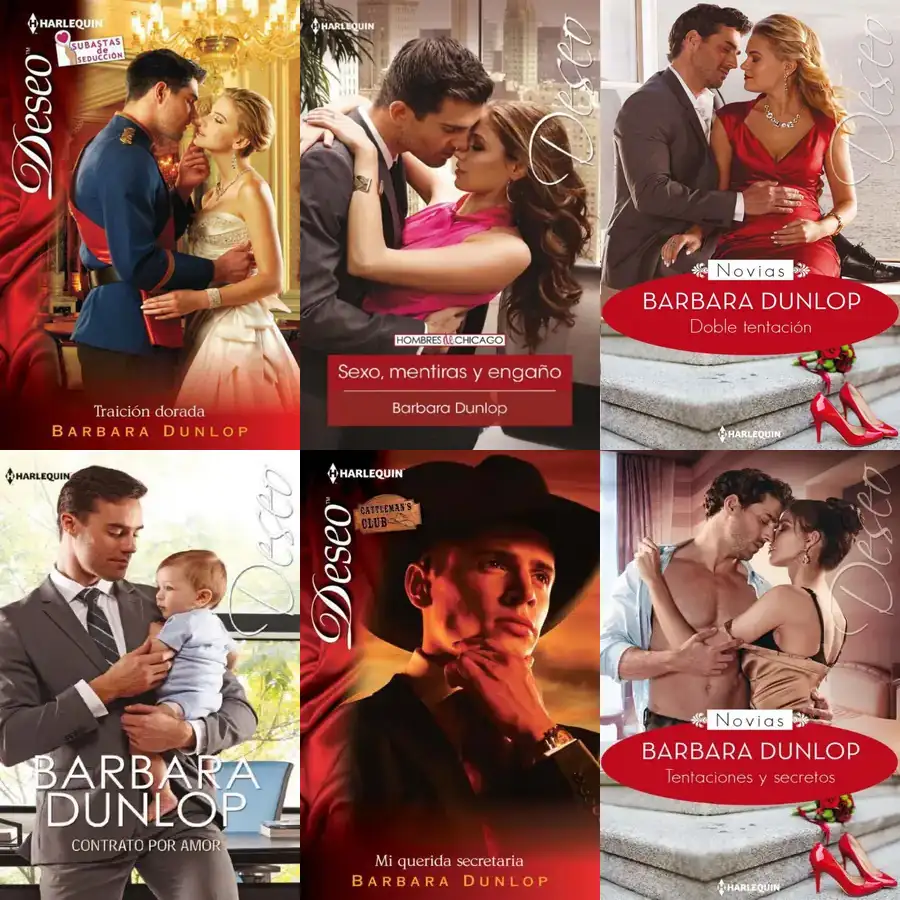 HARLEQUIN
SUBASTAS
de
SEDUCCIÓN
Deseo™
Traición dorada
BARBARA DUNLOP
HARLEQUIN
Deseo
HOMBRES de CHICAGO
Sexo, mentiras y engaño
Barbara Dunlop
Deseo
Novias
BARBARA DUNLOP
Doble tentación
HARLEQUIN
HARLEQUIN
Deseo
BARBARA
DUNLOP
CONTRATO POR AMOR
HARLEQUIN
Deseo™
CATTLEMAN'S
CLUB
Mi querida secretaria
BARBARA DUNLOP
Deseo
Novias
BARBARA DUNLOP
Tentaciones y secretos
HARLEQUIN